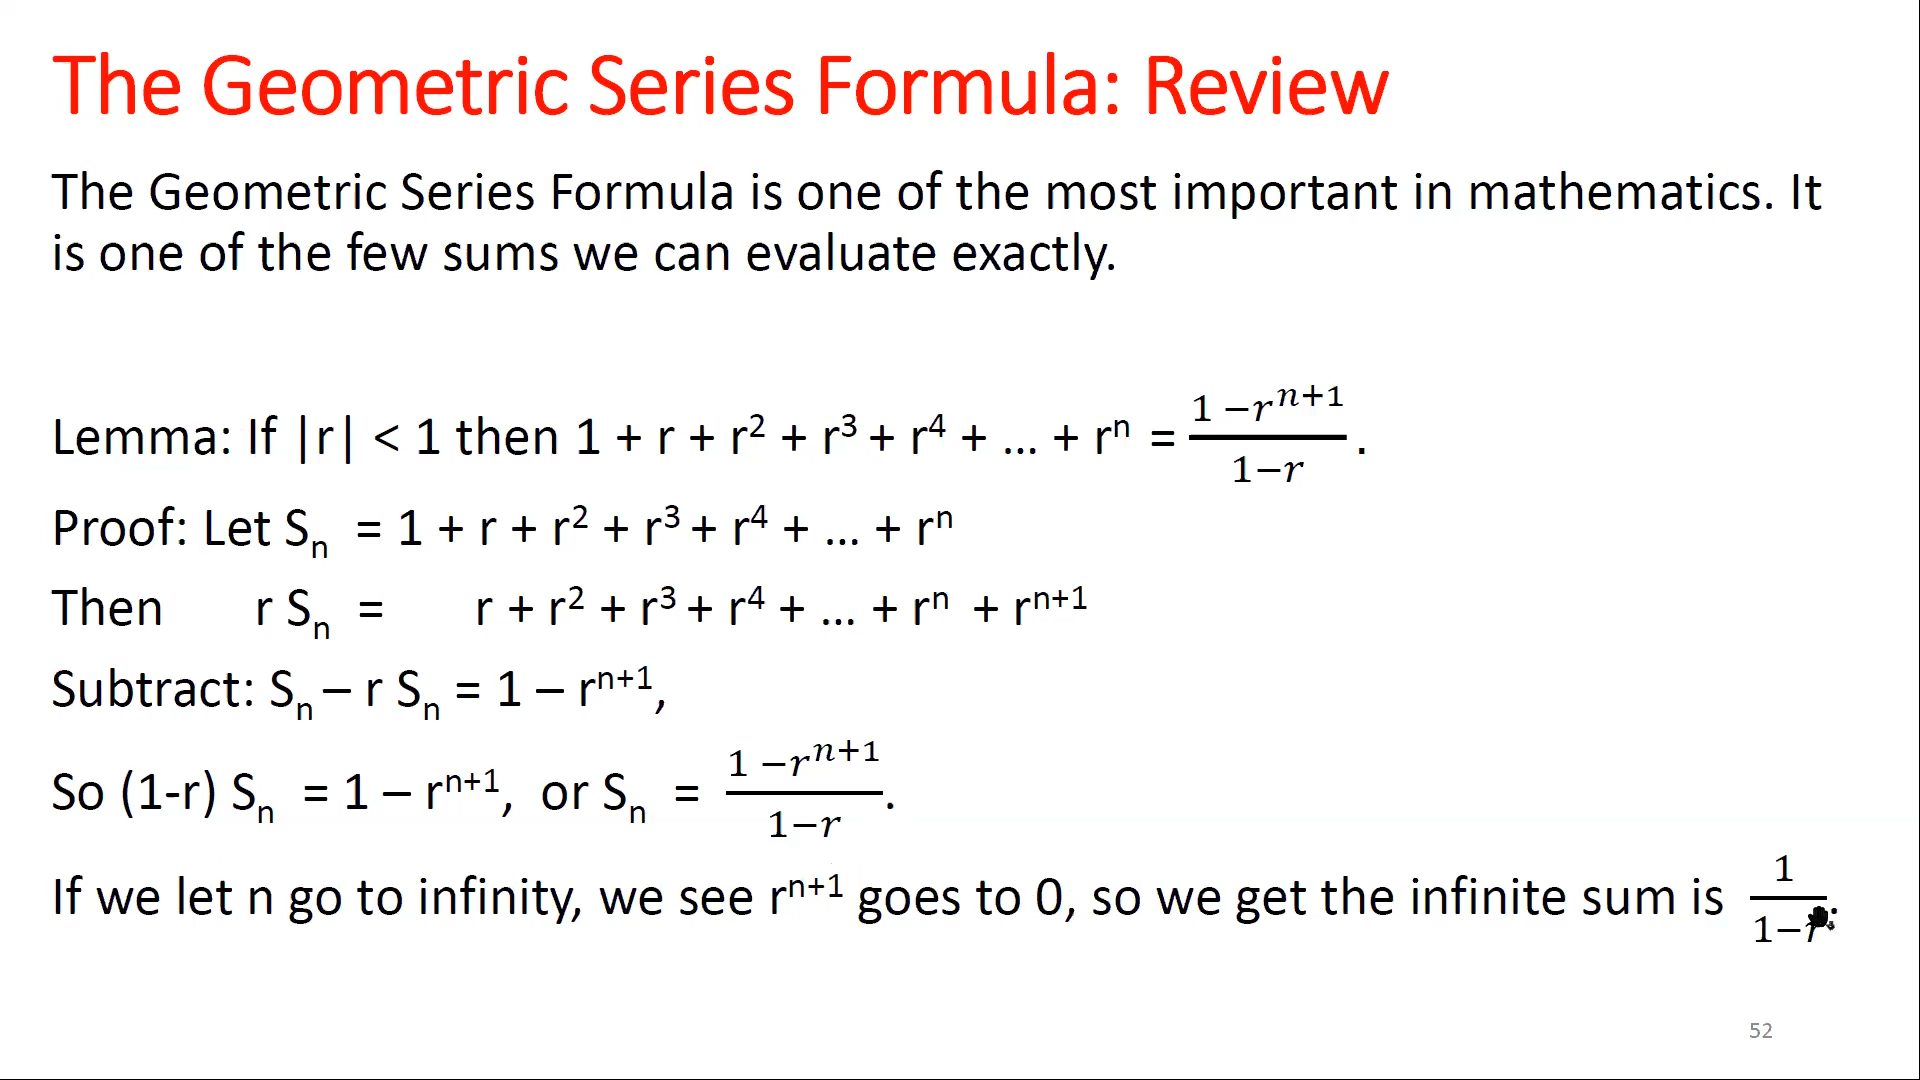 The Geometric Series Formula: Review
The Geometric Series Formula is one of the most important in mathematics. It
is one of the few sums we can evaluate exactly.
Lemma: If |r| < 1 then 1 + r + r² + r³ + r⁴ + … + rⁿ = \frac{1 − r^{n+1}}{1−r}.
Proof: Let Sₙ = 1 + r + r² + r³ + r⁴ + … + rⁿ
Then r Sₙ = r + r² + r³ + r⁴ + … + rⁿ + rⁿ⁺¹
Subtract: Sₙ – r Sₙ = 1 – rⁿ⁺¹,
So (1-r) Sₙ = 1 – rⁿ⁺¹, or Sₙ = \frac{1 − r^{n+1}}{1−r}.
If we let n go to infinity, we see rⁿ⁺¹ goes to 0, so we get the infinite sum is \frac{1}{1−r}.
52